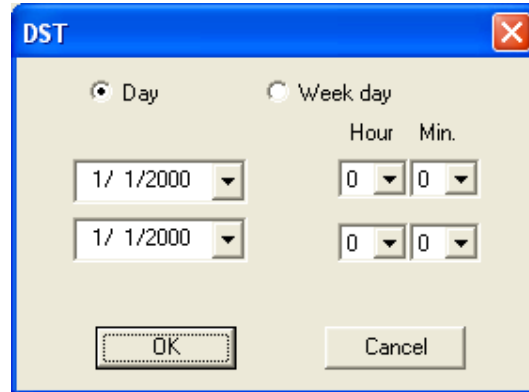 DST
Day Week day
Hour Min.
1/ 1/2000 0 0
1/ 1/2000 0 0
OK Cancel